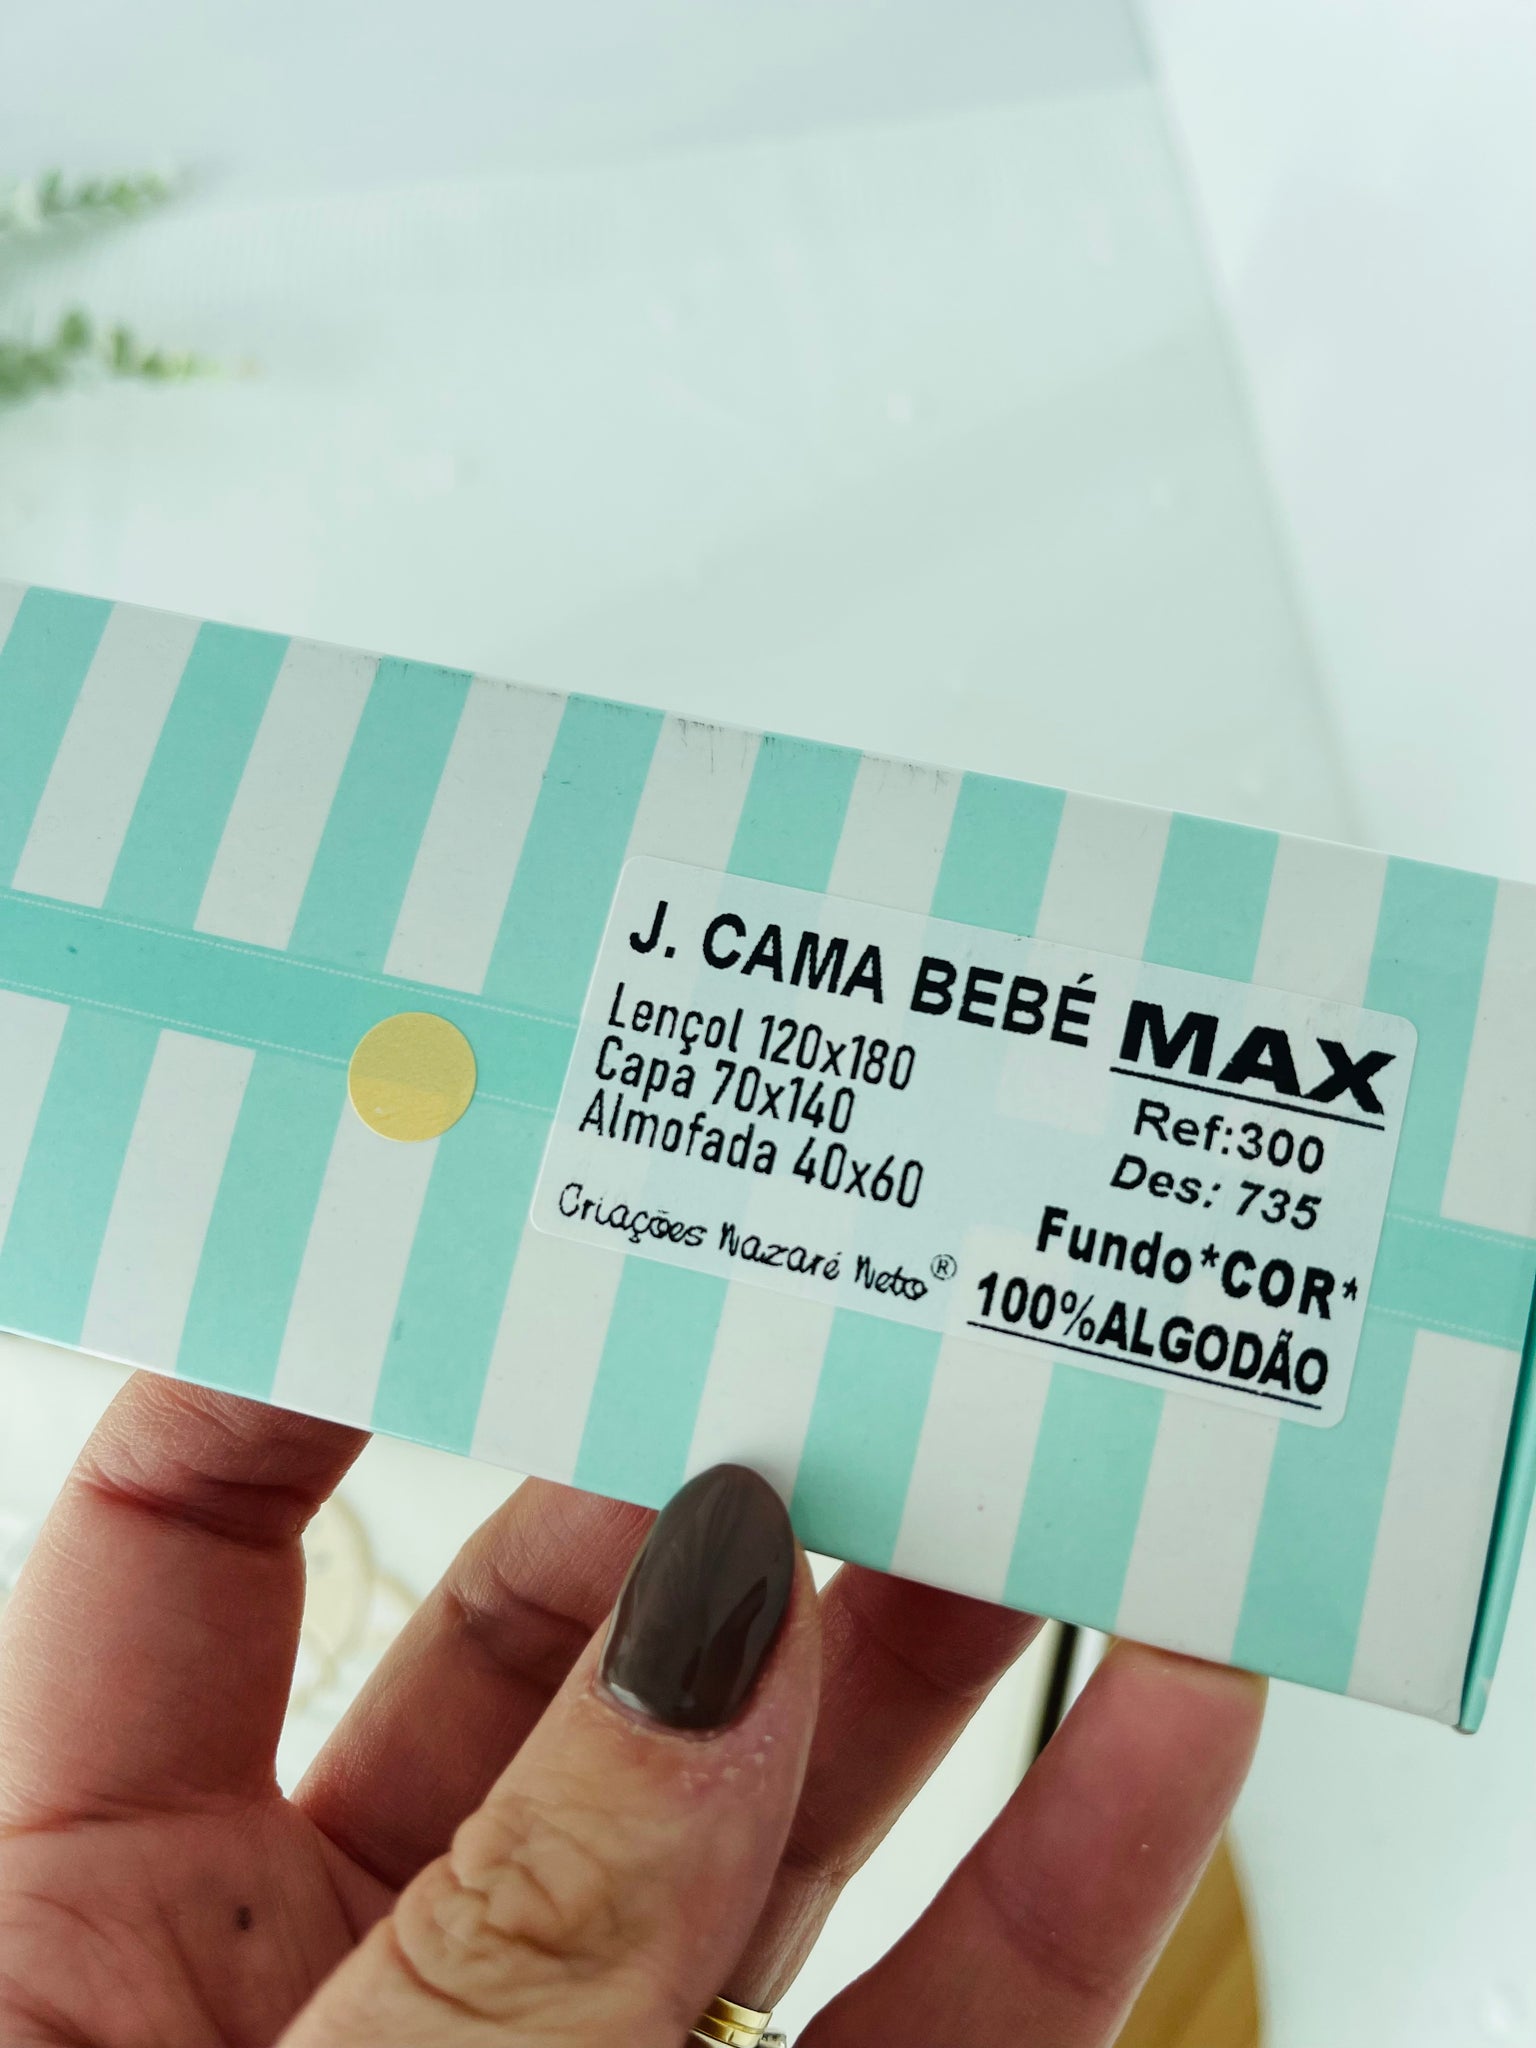 J. CAMA BEBÉ MAX
Lençol 120x180
Capa 70x140
Almofada 40x60
Criações Nazaré Neto®
Ref:300
Des: 735
Fundo*COR*
100%ALGODÃO